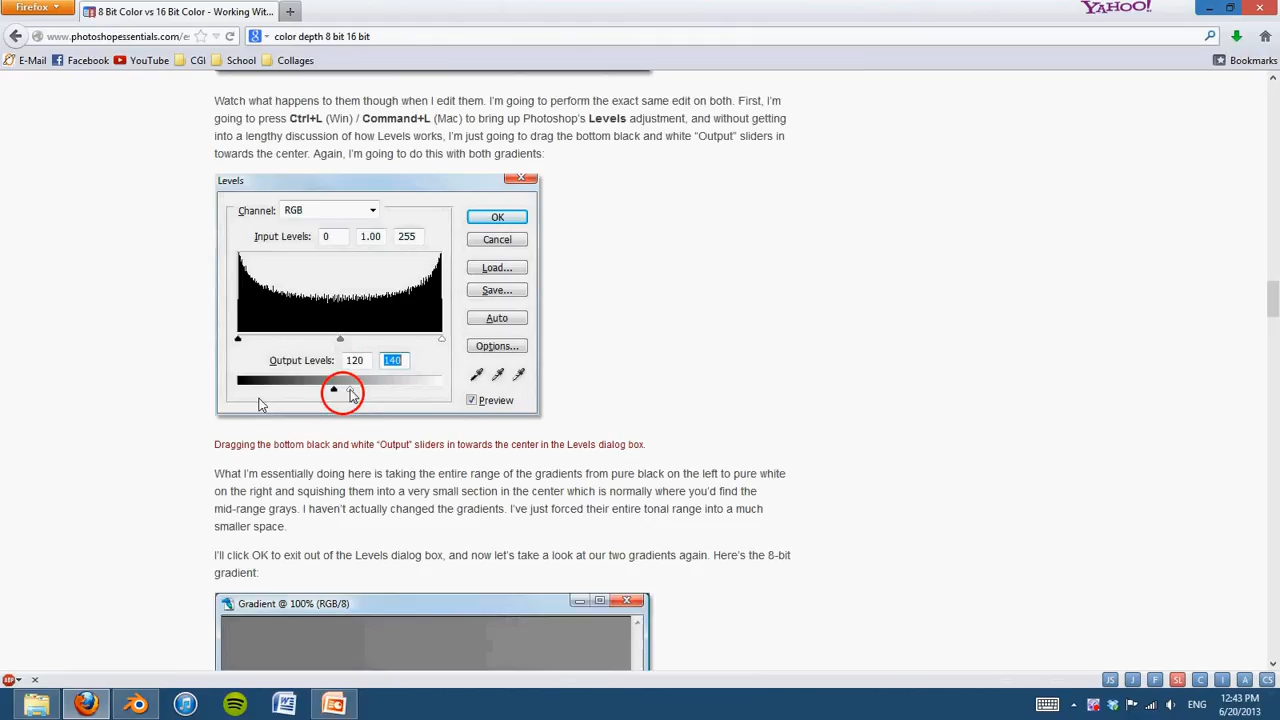 Firefox
8 Bit Color vs 16 Bit Color - Working Wit...
YAHOO!
www.photoshopessentials.com/e
color depth 8 bit 16 bit
E-Mail
Facebook
YouTube
CGI
School
Collages
Bookmarks
Watch what happens to them though when I edit them. I'm going to perform the exact same edit on both. First, I'm
going to press Ctrl+L (Win) / Command+L (Mac) to bring up Photoshop's Levels adjustment, and without getting
into a lengthy discussion of how Levels works, I'm just going to drag the bottom black and white “Output” sliders in
towards the center. Again, I'm going to do this with both gradients:
Levels
Channel: RGB
OK
Input Levels: 0 1.00 255
Cancel
Load...
Save...
Auto
Options...
Output Levels: 120 140
Preview
Dragging the bottom black and white “Output” sliders in towards the center in the Levels dialog box.
What I'm essentially doing here is taking the entire range of the gradients from pure black on the left to pure white
on the right and squishing them into a very small section in the center which is normally where you'd find the
mid-range grays. I haven't actually changed the gradients. I've just forced their entire tonal range into a much
smaller space.
I'll click OK to exit out of the Levels dialog box, and now let's take a look at our two gradients again. Here's the 8-bit
gradient:
Gradient @ 100% (RGB/8)
ABP
JS
J
F
SL
C
I
A
CS
ENG
12:43 PM
6/20/2013